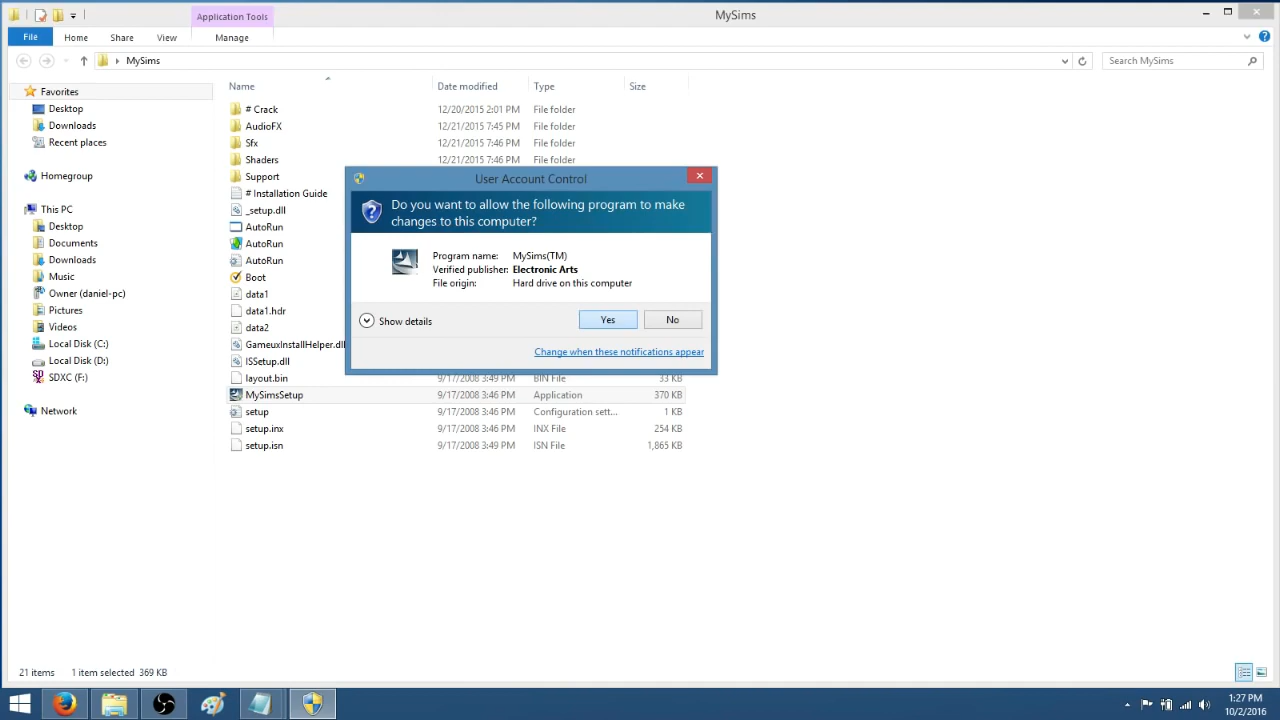 Application Tools
MySims
File
Home
Share
View
Manage
MySims
Search MySims
Name
Date modified
Type
Size
Favorites
Desktop
Downloads
Recent places
Homegroup
This PC
Desktop
Documents
Downloads
Music
Owner (daniel-pc)
Pictures
Videos
Local Disk (C:)
Local Disk (D:)
SDXC (F:)
Network
# Crack 12/20/2015 2:01 PM File folder
AudioFX 12/21/2015 7:45 PM File folder
Sfx 12/21/2015 7:46 PM File folder
Shaders 12/21/2015 7:46 PM File folder
Support
# Installation Guide
_setup.dll
AutoRun
AutoRun
AutoRun
Boot
data1
data1.hdr
data2
GameuxInstallHelper.dll
ISSetup.dll
layout.bin 9/17/2008 3:49 PM BIN File 33 KB
MySimsSetup 9/17/2008 3:46 PM Application 370 KB
setup 9/17/2008 3:46 PM Configuration sett... 1 KB
setup.inx 9/17/2008 3:46 PM INX File 254 KB
setup.isn 9/17/2008 3:49 PM ISN File 1,865 KB
User Account Control
Do you want to allow the following program to make
changes to this computer?
Program name: MySims(TM)
Verified publisher: Electronic Arts
File origin: Hard drive on this computer
Show details
Yes
No
Change when these notifications appear
21 items 1 item selected 369 KB
1:27 PM
10/2/2016